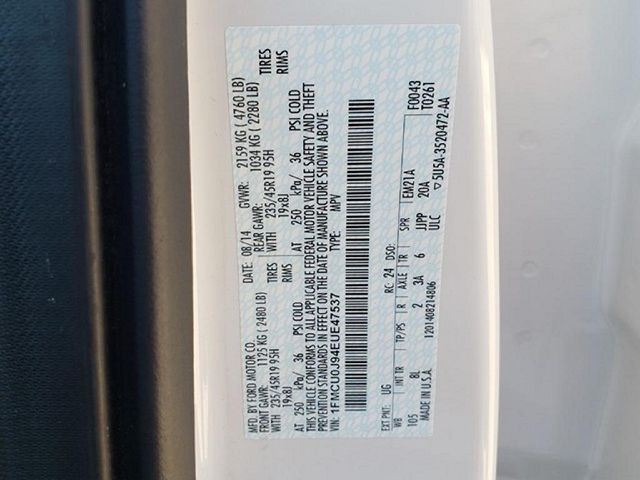 MFD. BY FORD MOTOR CO.
DATE: 08/14 GVWR: 2159 KG ( 4760 LB)
FRONT GAWR: 1125 KG ( 2480 LB) REAR GAWR: 1034 KG ( 2280 LB)
WITH 235/45R19 95H TIRES WITH 235/45R19 95H TIRES
19x8J RIMS 19x8J RIMS
AT 250 kPa/ 36 PSI COLD AT 250 kPa/ 36 PSI COLD
THIS VEHICLE CONFORMS TO ALL APPLICABLE FEDERAL MOTOR VEHICLE SAFETY AND THEFT
PREVENTION STANDARDS IN EFFECT ON THE DATE OF MANUFACTURE SHOWN ABOVE.
VIN: 1FMCU0J94EUE47537 TYPE: MPV
F0043
T0261
EXT PNT: UG RC: 24 DSO:
WB INT TR TP/PS R AXLE TR SPR EM21A
105 8L 2 3A 6 JJPP 20A
ULC
MADE IN U.S.A. 1201408214806 ▽5U5A-3520472-AA